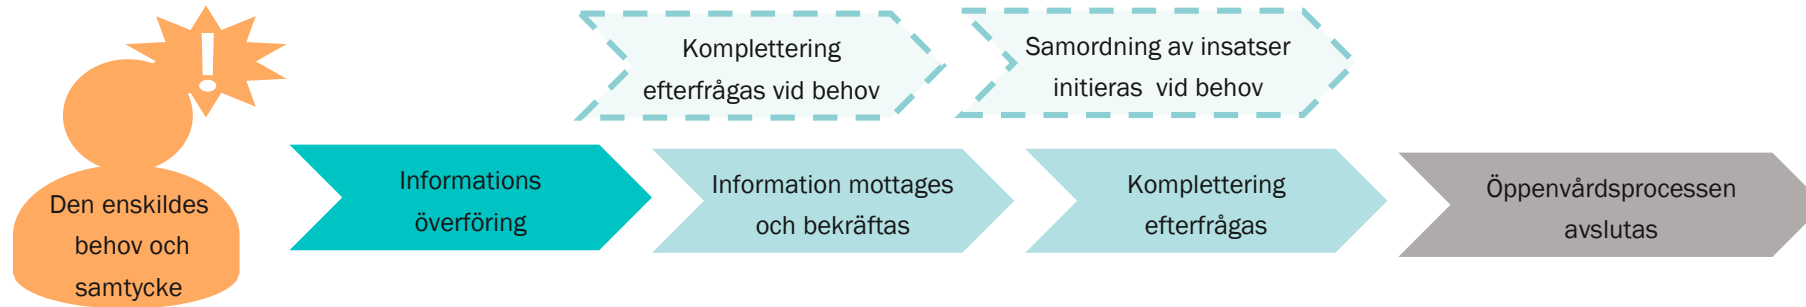 !
Komplettering
efterfrågas vid behov
Samordning av insatser
initieras  vid behov
Den enskildes
behov och
samtycke
Informations
överföring
Information mottages
och bekräftas
Komplettering
efterfrågas
Öppenvårdsprocessen
avslutas